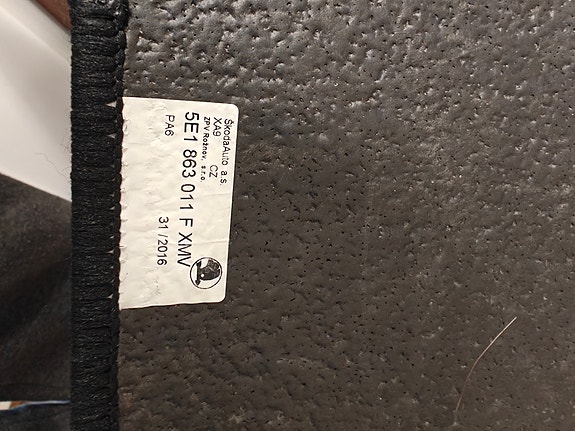 ŠkodaAuto a.s.
XA9 CZ
ZPV Rožnov, s.r.o.
5E1 863 011 F XMV
PA6 31/2016